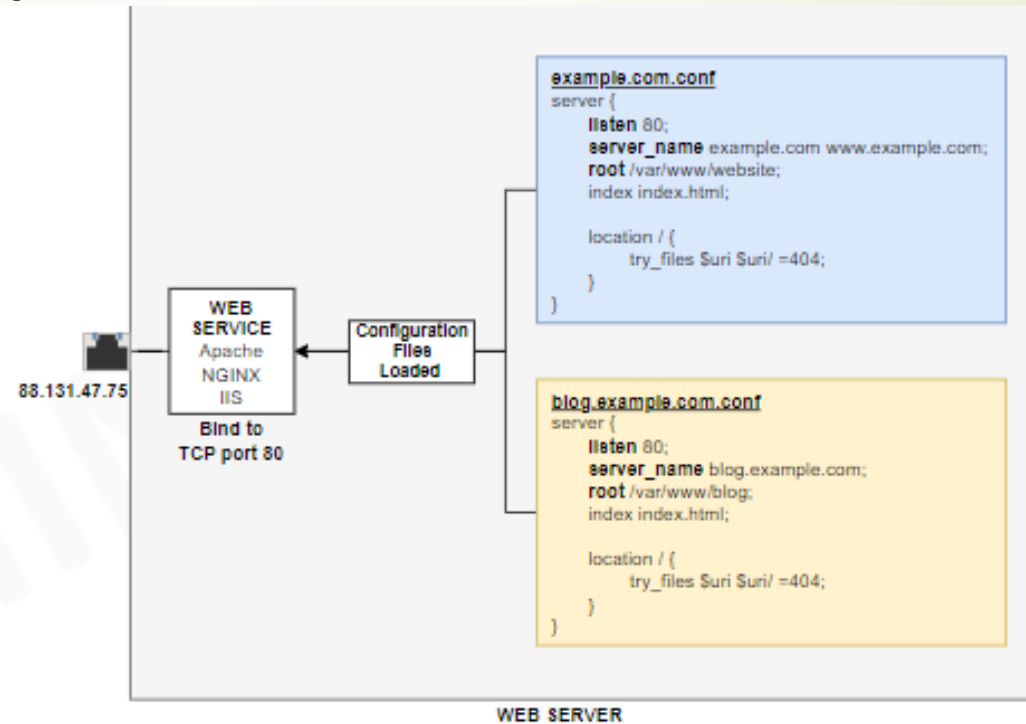 88.131.47.75
WEB
SERVICE
Apache
NGINX
IIS
Bind to
TCP port 80
Configuration
Files
Loaded
example.com.conf
server {
listen 80;
server_name example.com www.example.com;
root /var/www/website;
index index.html;
location / {
try_files $uri $uri/ =404;
}
}
blog.example.com.conf
server {
listen 80;
server_name blog.example.com;
root /var/www/blog;
index index.html;
location / {
try_files $uri $uri/ =404;
}
}
WEB SERVER